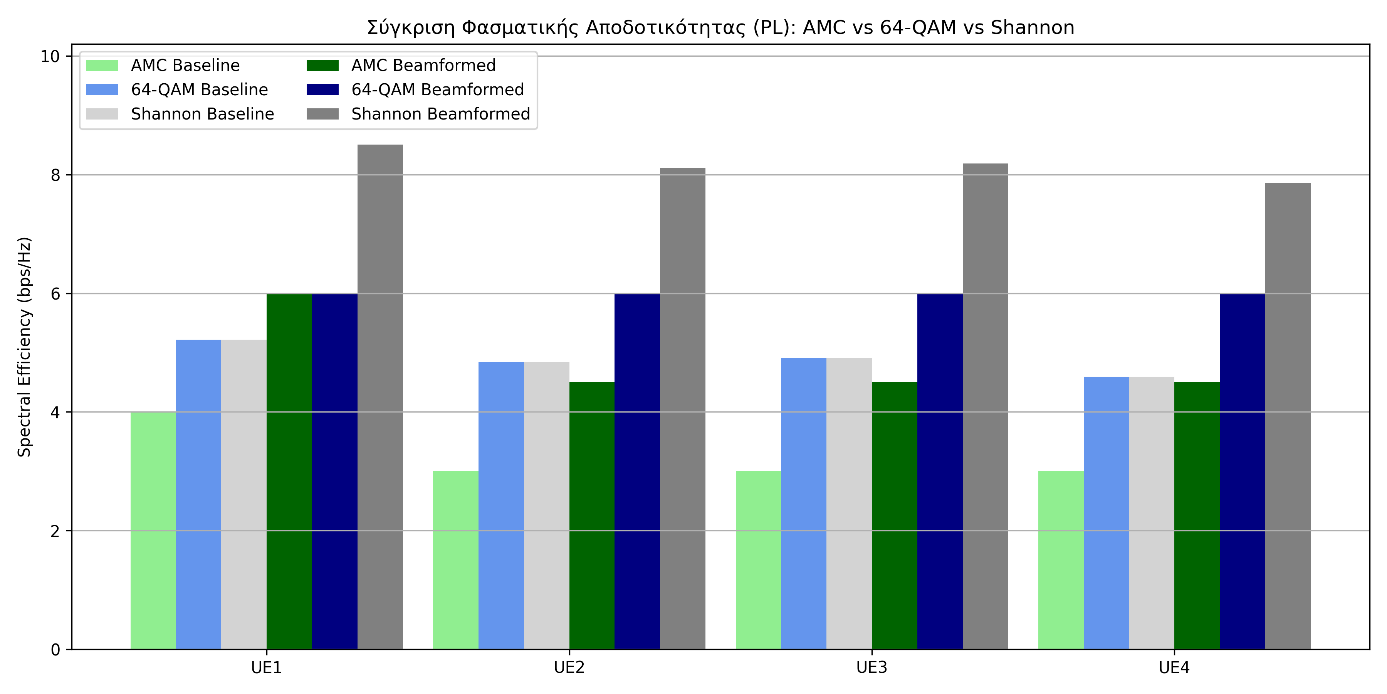 Σύγκριση Φασματικής Αποδοτικότητας (PL): AMC vs 64-QAM vs Shannon
AMC Baseline
64-QAM Baseline
Shannon Baseline
AMC Beamformed
64-QAM Beamformed
Shannon Beamformed
Spectral Efficiency (bps/Hz)
10
8
6
4
2
0
UE1 UE2 UE3 UE4